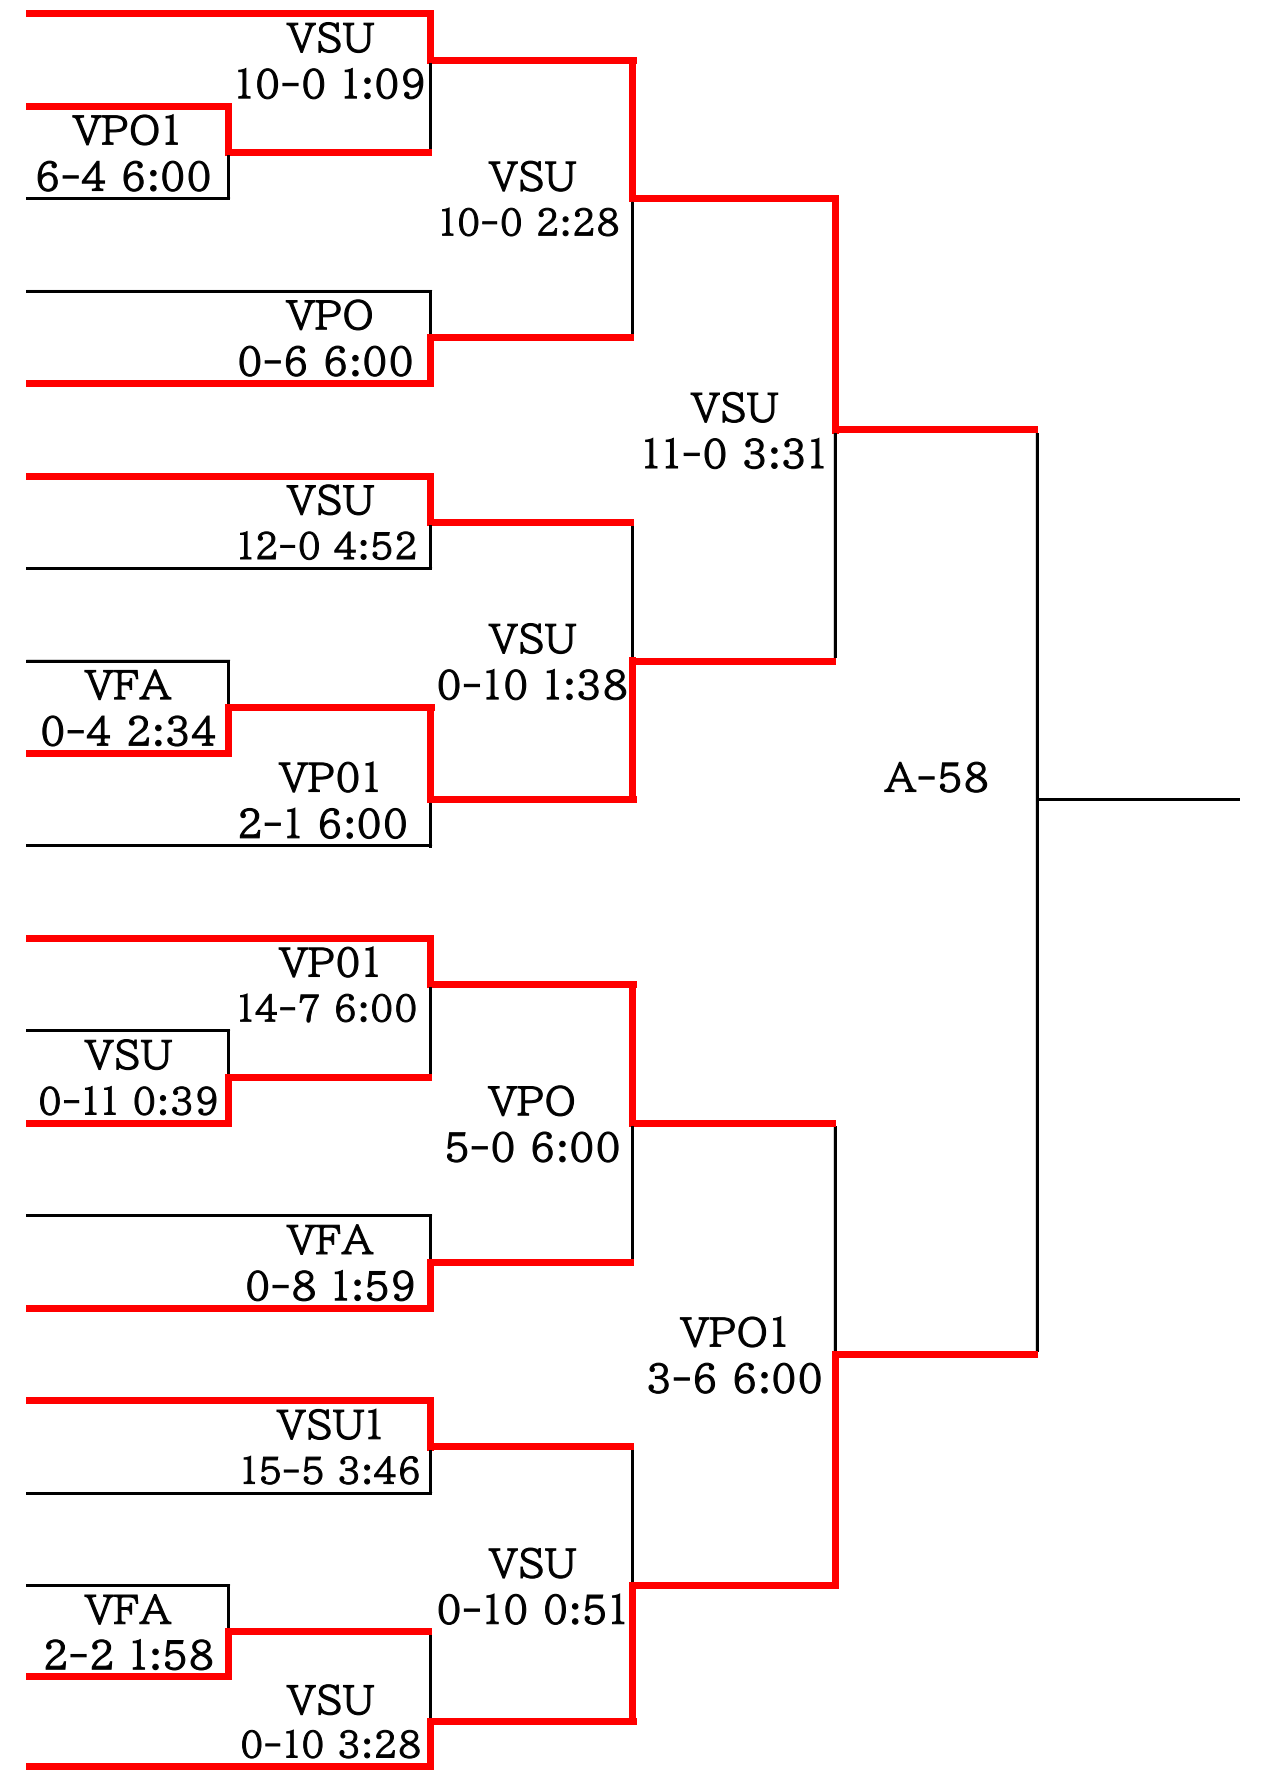 VSU
10-0 1:09
VPO1
6-4 6:00
VSU
10-0 2:28
VPO
0-6 6:00
VSU
11-0 3:31
VSU
12-0 4:52
VSU
0-10 1:38
VFA
0-4 2:34
VP01
2-1 6:00
A-58
VP01
14-7 6:00
VSU
0-11 0:39
VPO
5-0 6:00
VFA
0-8 1:59
VPO1
3-6 6:00
VSU1
15-5 3:46
VSU
0-10 0:51
VFA
2-2 1:58
VSU
0-10 3:28